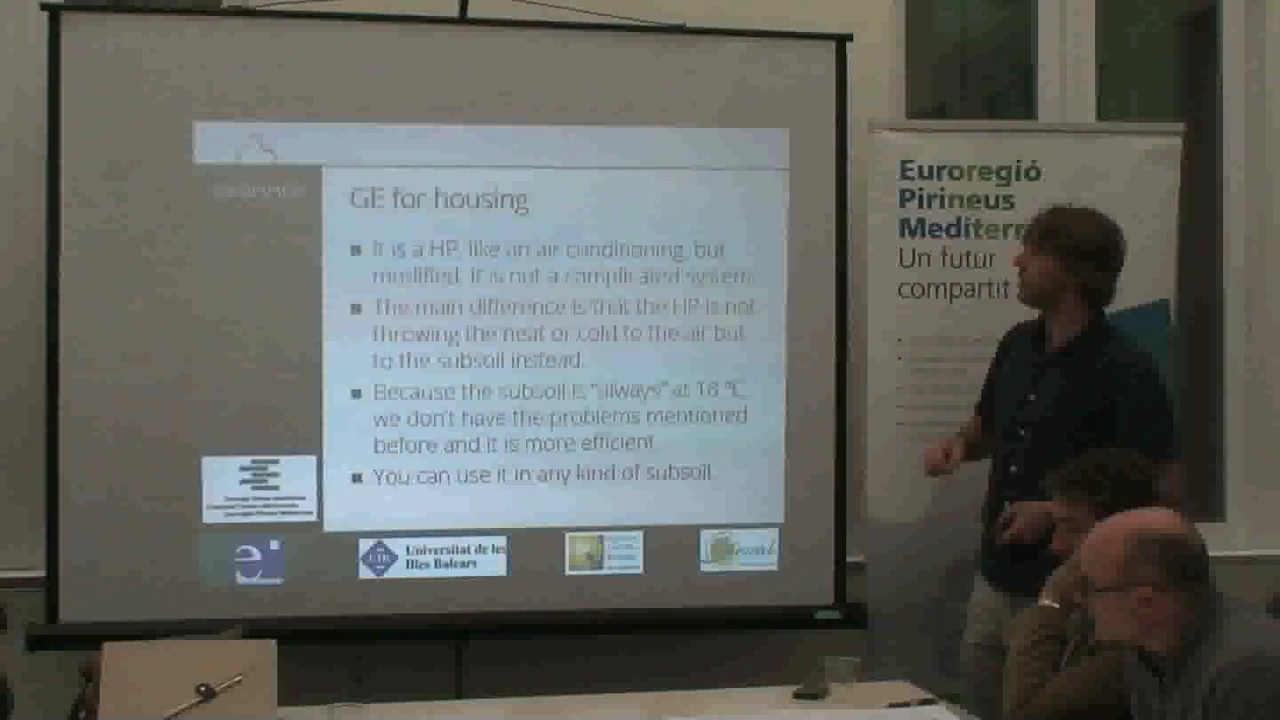 GE for housing
It is a HP, like an air conditioning, but
modified. It is not a complicated system.
The main difference is that the HP is not
throwing the heat or cold to the air but
to the subsoil instead.
Because the subsoil is "always" at 18 ºC,
we don't have the problems mentioned
before and it is more efficient.
You can use it in any kind of subsoil.
Universitat de les
Illes Balears
Euroregió
Pirineus
Mediterr
Un futur
compartit